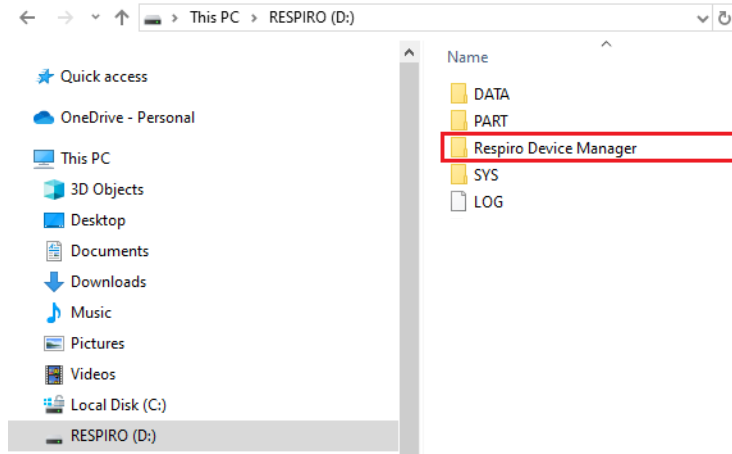 This PC > RESPIRO (D:)
Quick access
OneDrive - Personal
This PC
3D Objects
Desktop
Documents
Downloads
Music
Pictures
Videos
Local Disk (C:)
RESPIRO (D:)
Name
DATA
PART
Respiro Device Manager
SYS
LOG